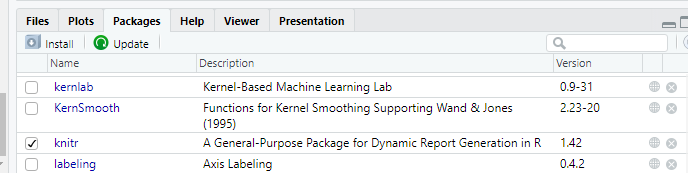 Files Plots Packages Help Viewer Presentation
Install Update
Name Description Version
kernlab Kernel-Based Machine Learning Lab 0.9-31
KernSmooth Functions for Kernel Smoothing Supporting Wand & Jones 2.23-20
(1995)
knitr A General-Purpose Package for Dynamic Report Generation in R 1.42
labeling Axis Labeling 0.4.2